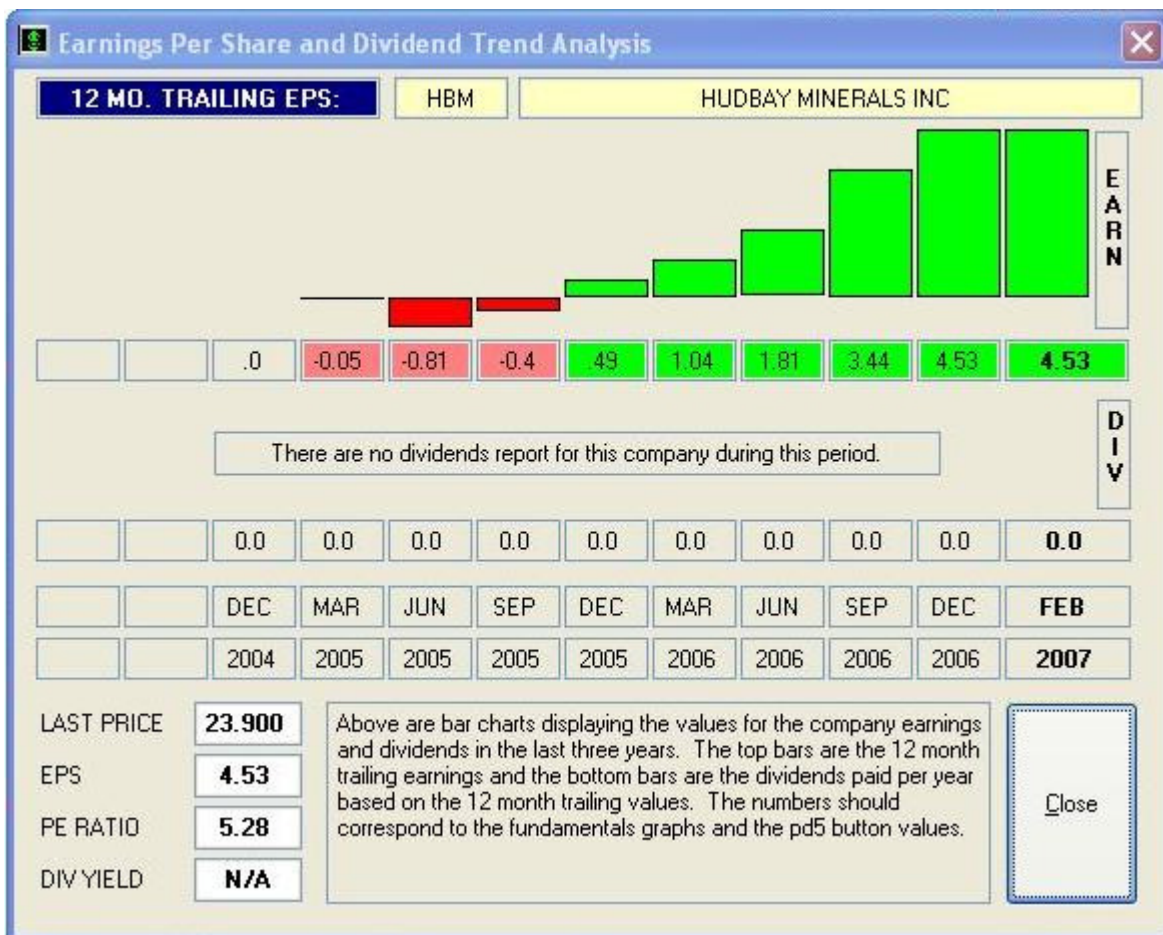 Earnings Per Share and Dividend Trend Analysis
12 MO. TRAILING EPS: HBM HUDBAY MINERALS INC
EARN
.0 -0.05 -0.81 -0.4 .49 1.04 1.81 3.44 4.53 4.53
There are no dividends report for this company during this period.
DIV
0.0 0.0 0.0 0.0 0.0 0.0 0.0 0.0 0.0 0.0
DEC MAR JUN SEP DEC MAR JUN SEP DEC FEB
2004 2005 2005 2005 2005 2006 2006 2006 2006 2007
LAST PRICE 23.900
EPS 4.53
PE RATIO 5.28
DIV YIELD N/A
Above are bar charts displaying the values for the company earnings
and dividends in the last three years. The top bars are the 12 month
trailing earnings and the bottom bars are the dividends paid per year
based on the 12 month trailing values. The numbers should
correspond to the fundamentals graphs and the pd5 button values.
Close